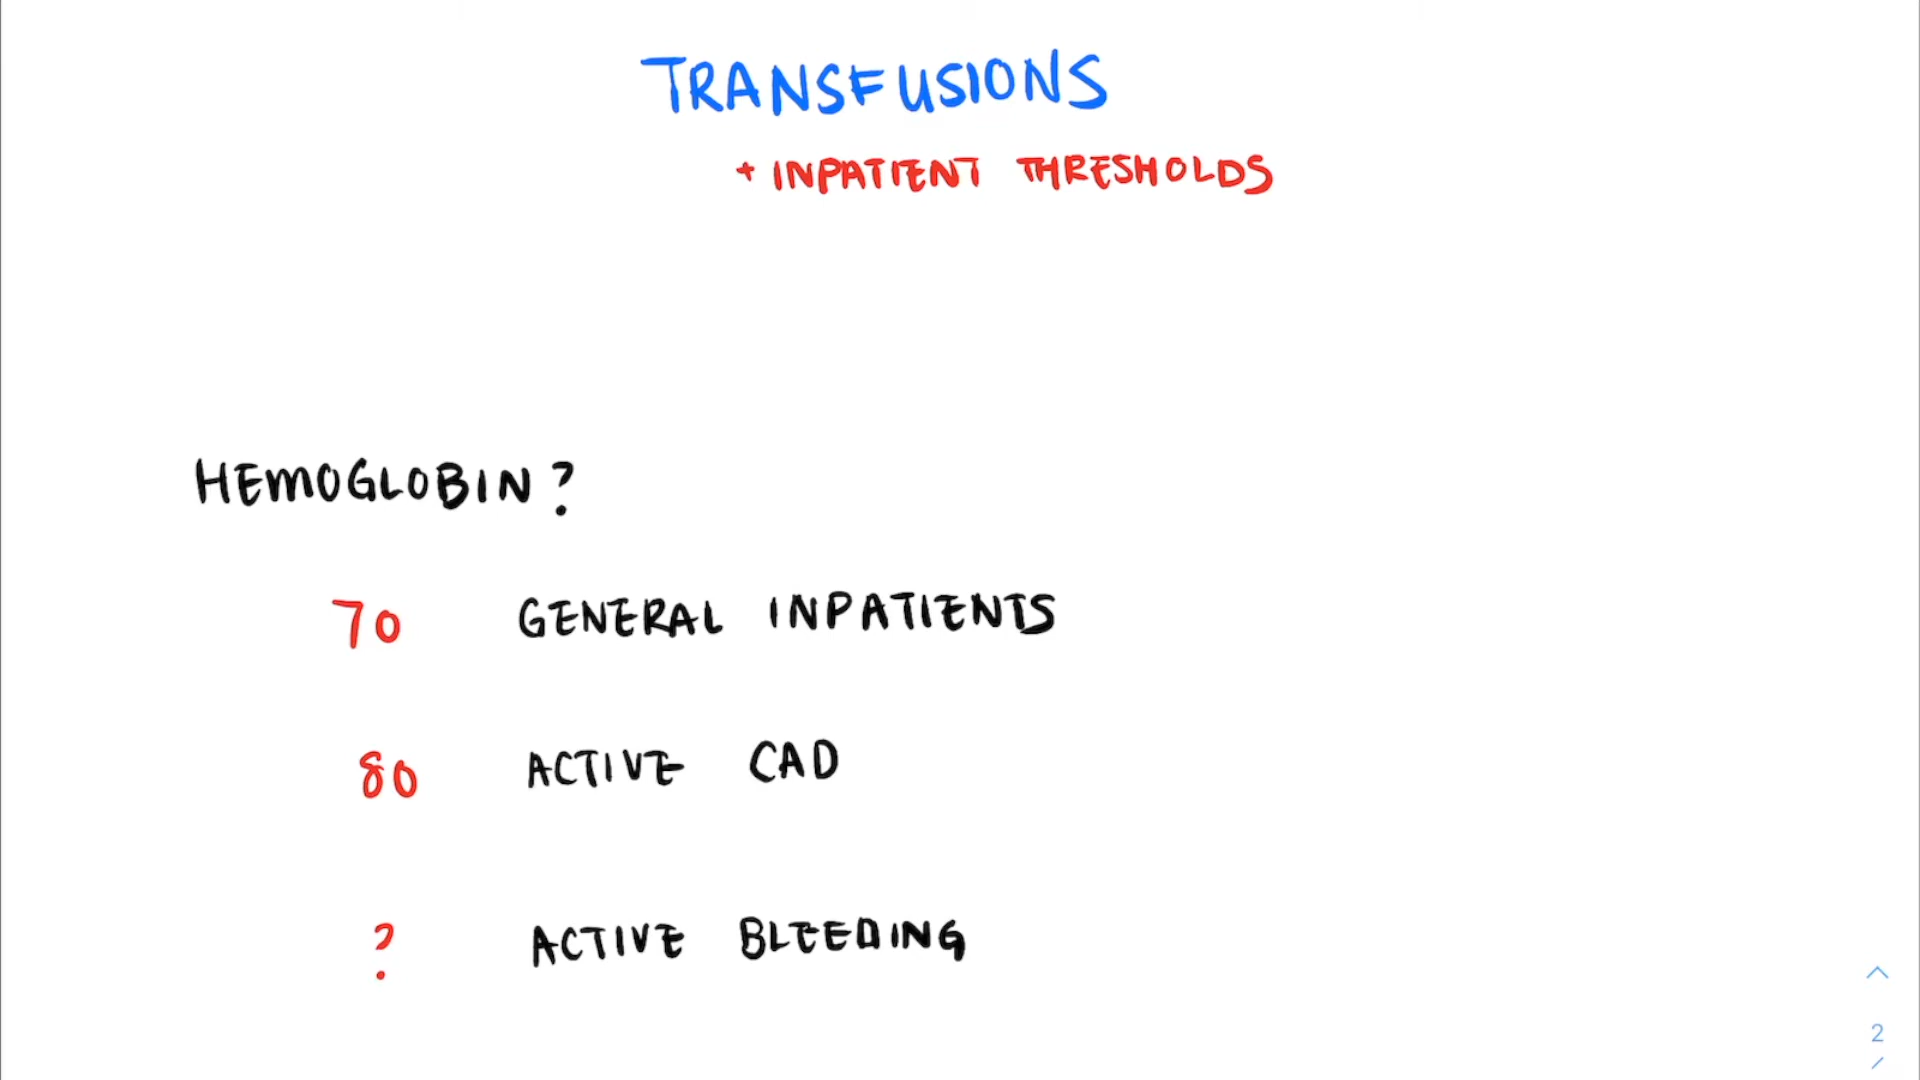 TRANSFUSIONS
+ INPATIENT THRESHOLDS
HEMOGLOBIN?
70 GENERAL INPATIENTS
80 ACTIVE CAD
? ACTIVE BLEEDING
2